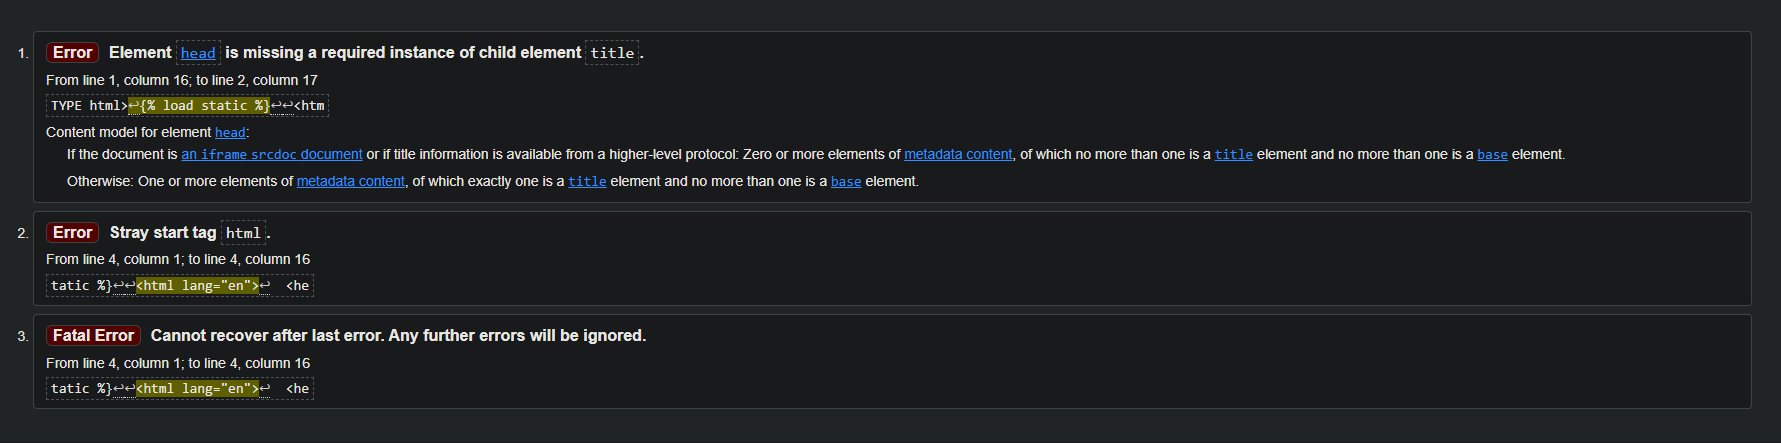 1. Error Element head is missing a required instance of child element title.
From line 1, column 16; to line 2, column 17
TYPE html>↩{% load static %}↩↩<htm
Content model for element head:
If the document is an iframe srcdoc document or if title information is available from a higher-level protocol: Zero or more elements of metadata content, of which no more than one is a title element and no more than one is a base element.
Otherwise: One or more elements of metadata content, of which exactly one is a title element and no more than one is a base element.
2. Error Stray start tag html.
From line 4, column 1; to line 4, column 16
tatic %}↩↩<html lang="en">↩  <he
3. Fatal Error Cannot recover after last error. Any further errors will be ignored.
From line 4, column 1; to line 4, column 16
tatic %}↩↩<html lang="en">↩  <he